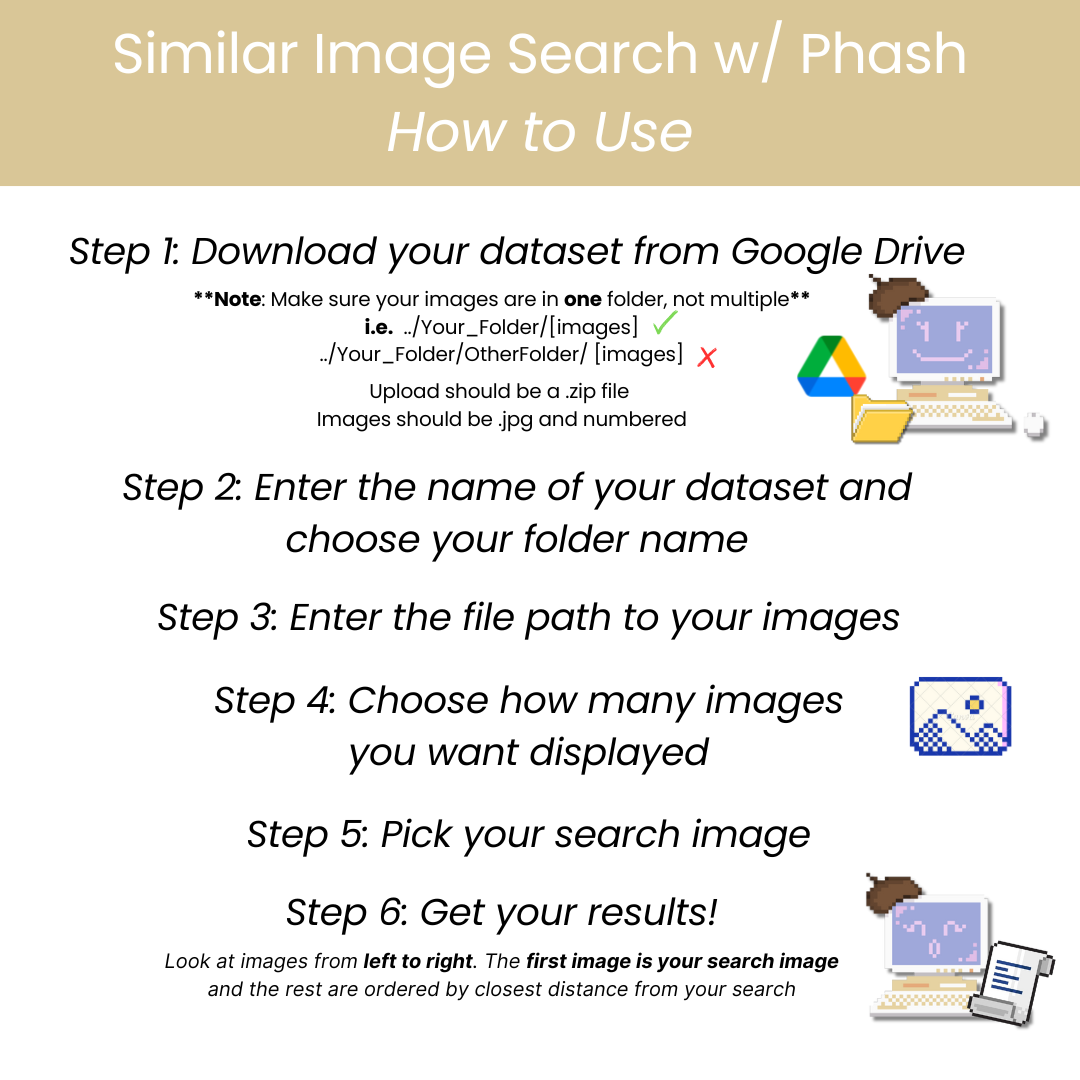 Similar Image Search w/ Phash
How to Use
Step 1: Download your dataset from Google Drive
**Note: Make sure your images are in one folder, not multiple**
i.e. ../Your_Folder/[images]
../Your_Folder/OtherFolder/ [images]
Upload should be a .zip file
Images should be .jpg and numbered
Step 2: Enter the name of your dataset and
choose your folder name
Step 3: Enter the file path to your images
Step 4: Choose how many images
you want displayed
Step 5: Pick your search image
Step 6: Get your results!
Look at images from left to right. The first image is your search image
and the rest are ordered by closest distance from your search